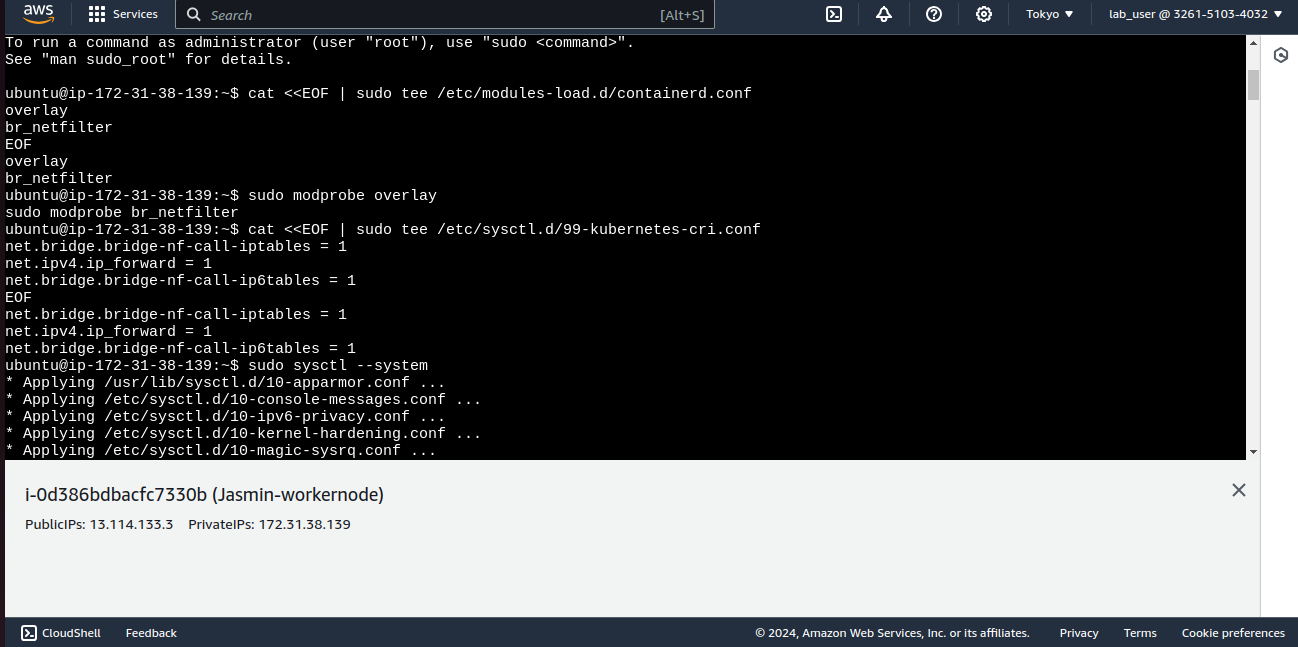 aws Services Search [Alt+S] Tokyo ▼ lab_user @ 3261-5103-4032 ▼
To run a command as administrator (user "root"), use "sudo <command>".
See "man sudo_root" for details.
ubuntu@ip-172-31-38-139:~$ cat <<EOF | sudo tee /etc/modules-load.d/containerd.conf
overlay
br_netfilter
EOF
overlay
br_netfilter
ubuntu@ip-172-31-38-139:~$ sudo modprobe overlay
sudo modprobe br_netfilter
ubuntu@ip-172-31-38-139:~$ cat <<EOF | sudo tee /etc/sysctl.d/99-kubernetes-cri.conf
net.bridge.bridge-nf-call-iptables = 1
net.ipv4.ip_forward = 1
net.bridge.bridge-nf-call-ip6tables = 1
EOF
net.bridge.bridge-nf-call-iptables = 1
net.ipv4.ip_forward = 1
net.bridge.bridge-nf-call-ip6tables = 1
ubuntu@ip-172-31-38-139:~$ sudo sysctl --system
* Applying /usr/lib/sysctl.d/10-apparmor.conf ...
* Applying /etc/sysctl.d/10-console-messages.conf ...
* Applying /etc/sysctl.d/10-ipv6-privacy.conf ...
* Applying /etc/sysctl.d/10-kernel-hardening.conf ...
* Applying /etc/sysctl.d/10-magic-sysrq.conf ...
i-0d386bdbacfc7330b (Jasmin-workernode)
PublicIPs: 13.114.133.3 PrivateIPs: 172.31.38.139
CloudShell Feedback © 2024, Amazon Web Services, Inc. or its affiliates. Privacy Terms Cookie preferences